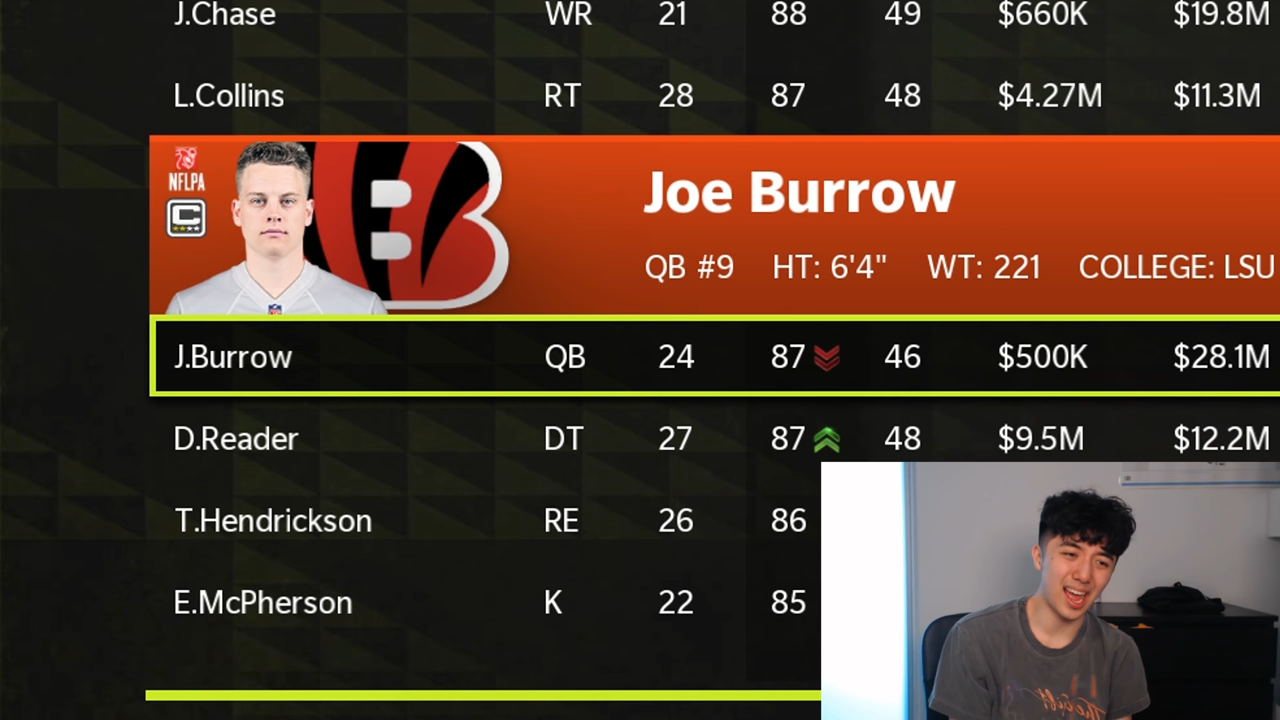 J.Chase WR 21 88 49 $660K $19.8M
L.Collins RT 28 87 48 $4.27M $11.3M
NFLPA
C
Joe Burrow
QB #9 HT: 6'4" WT: 221 COLLEGE: LSU
J.Burrow QB 24 87 46 $500K $28.1M
D.Reader DT 27 87 48 $9.5M $12.2M
T.Hendrickson RE 26 86
E.McPherson K 22 85